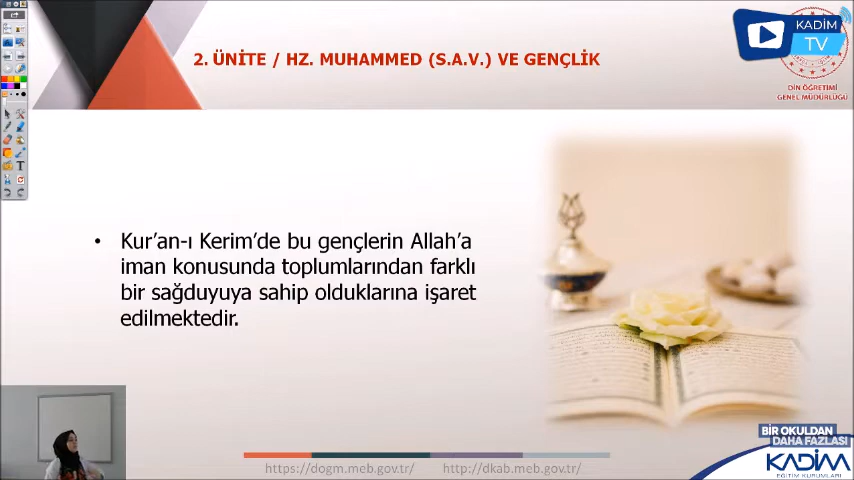 2. ÜNİTE / HZ. MUHAMMED (S.A.V.) VE GENÇLİK
KADİM
TV
DİN ÖĞRETİMİ
GENEL MÜDÜRLÜĞÜ
• Kur’an-ı Kerim’de bu gençlerin Allah’a
iman konusunda toplumlarından farklı
bir sağduyuya sahip olduklarına işaret
edilmektedir.
BİR OKULDAN
DAHA FAZLASI
KADİM
EĞİTİM KURUMLARI
https://dogm.meb.gov.tr/ http://dkab.meb.gov.tr/